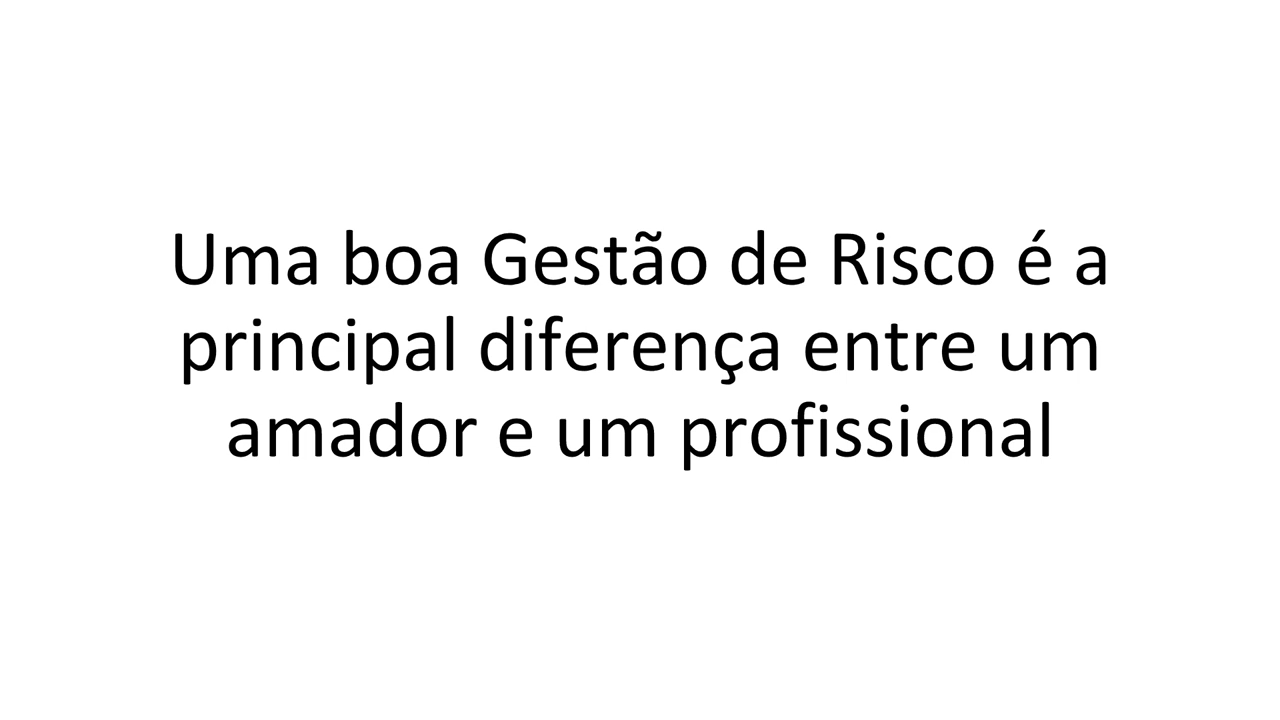 Uma boa Gestão de Risco é a
principal diferença entre um
amador e um profissional